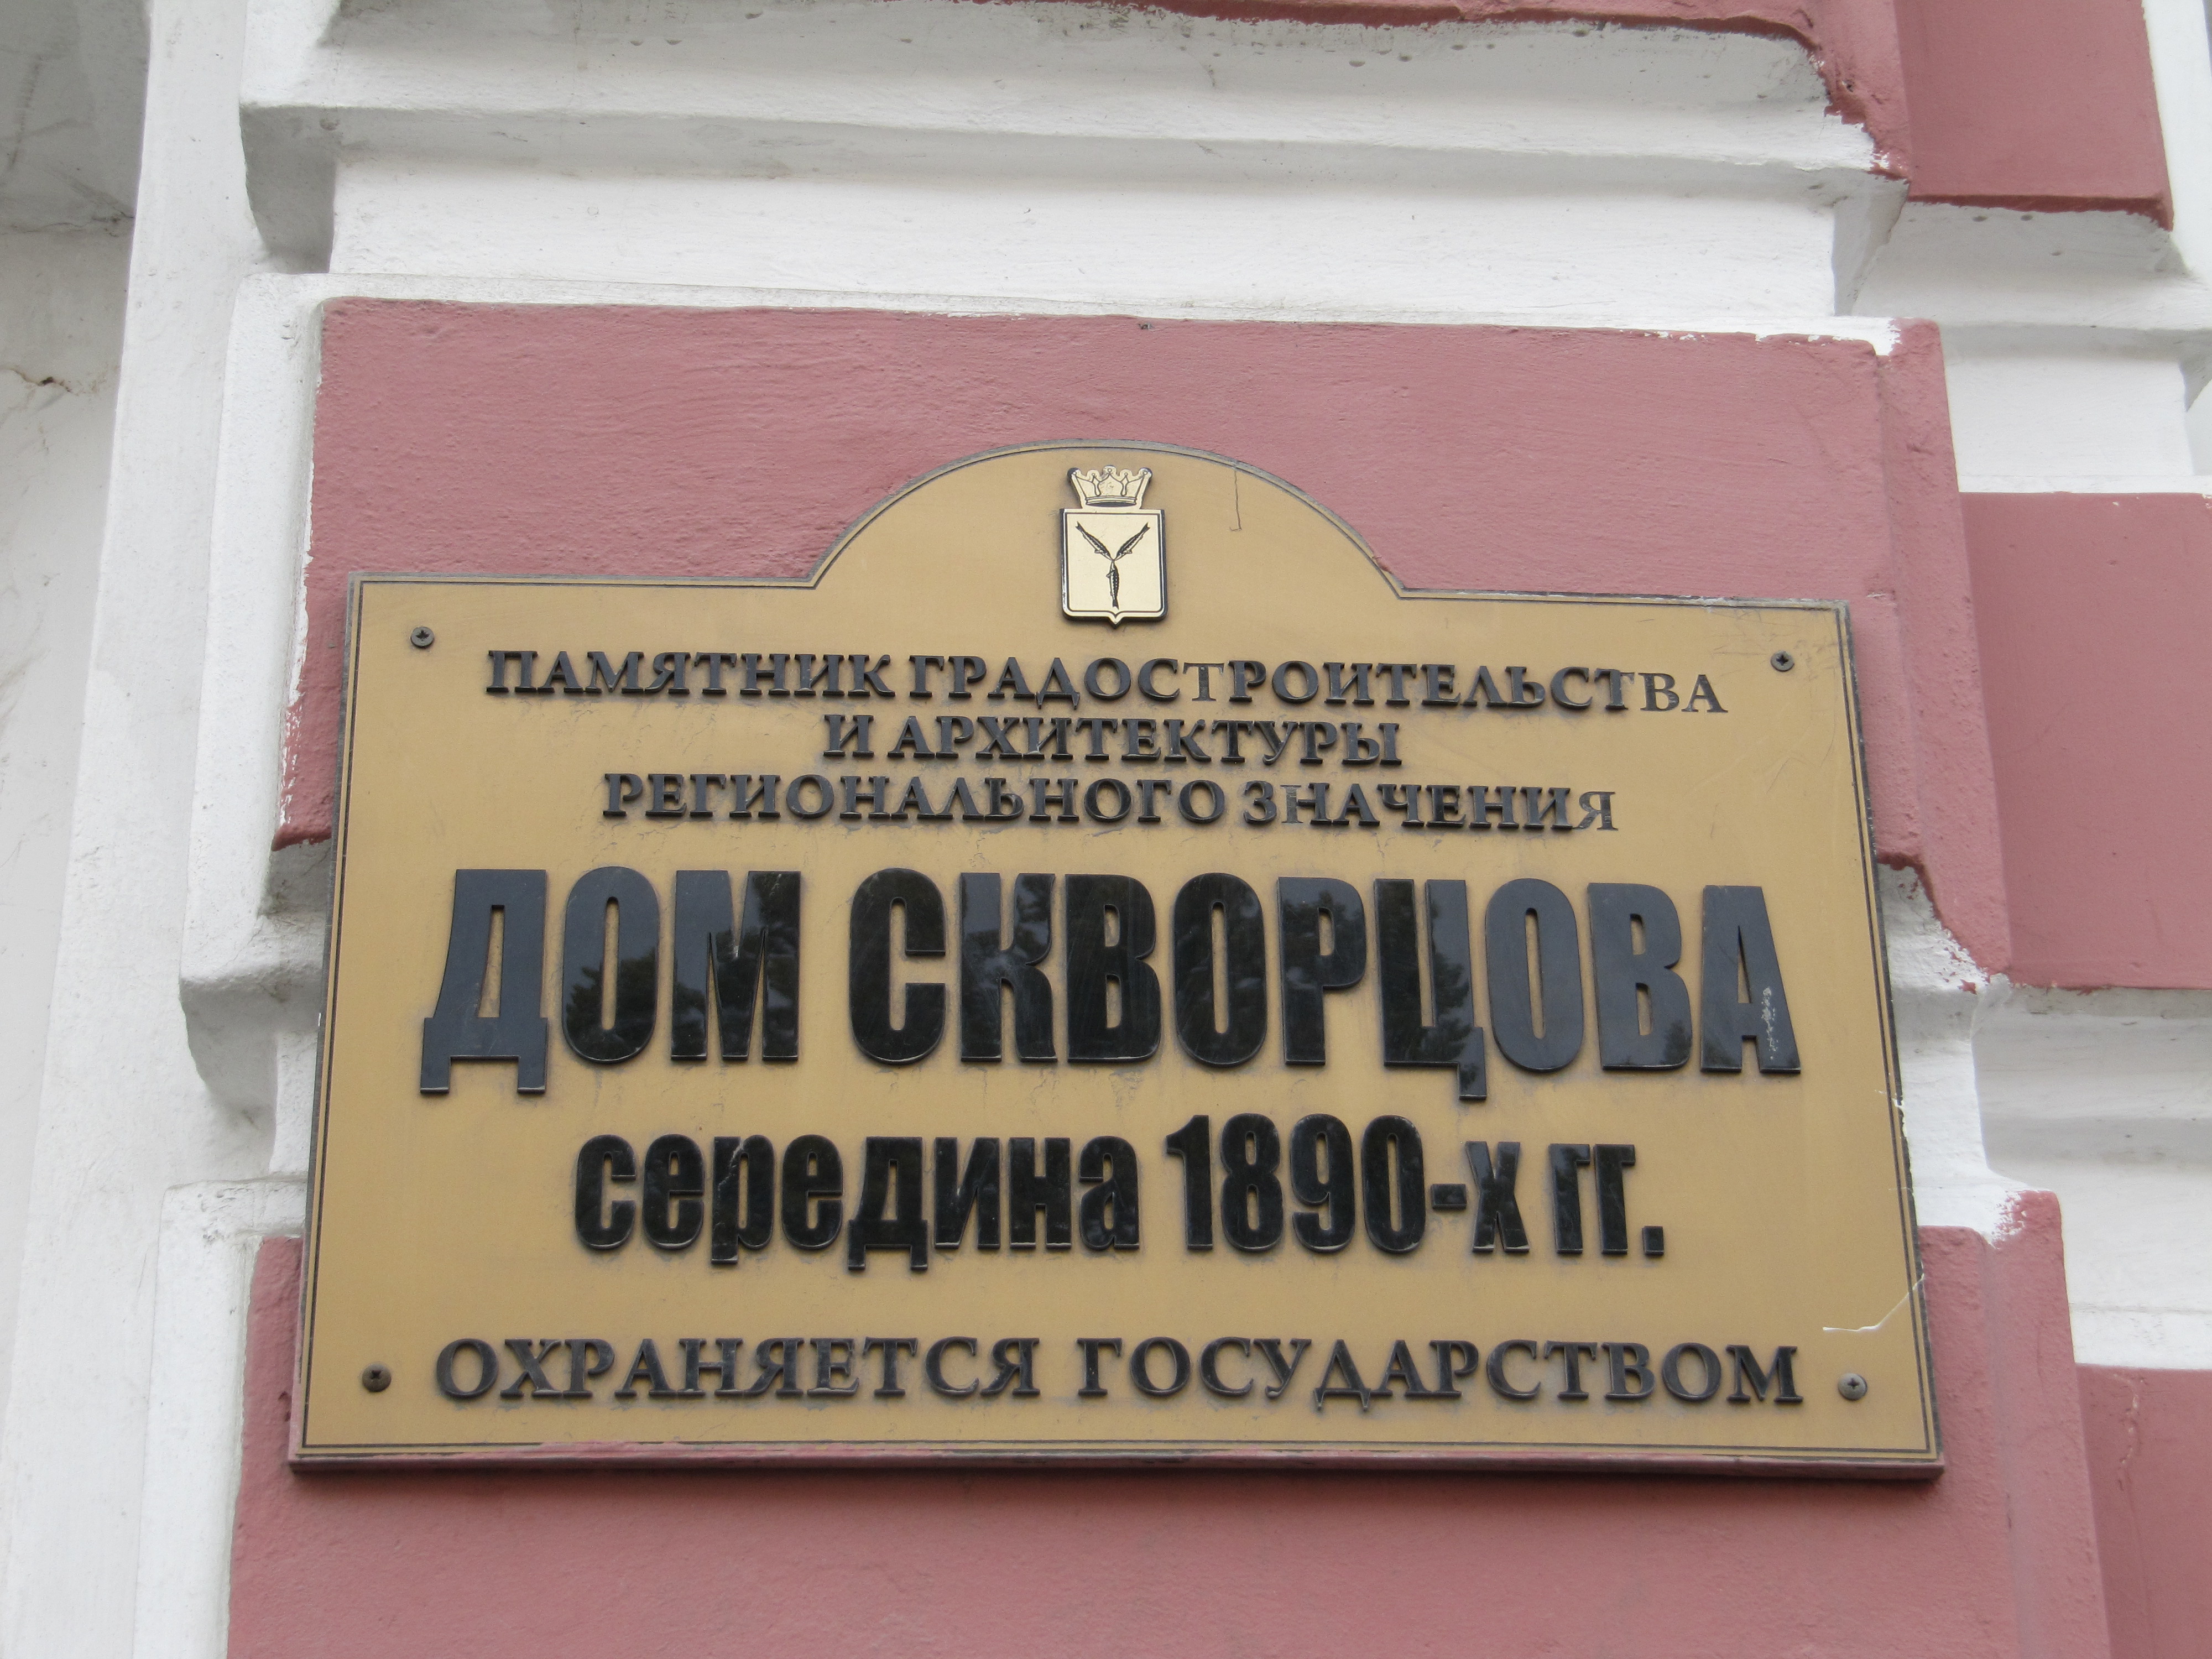 ПАМЯТНИК ГРАДОСТРОИТЕЛЬСТВА
И АРХИТЕКТУРЫ
РЕГИОНАЛЬНОГО ЗНАЧЕНИЯ
ДОМ СКВОРЦОВА
середина 1890-х гг.
ОХРАНЯЕТСЯ ГОСУДАРСТВОМ